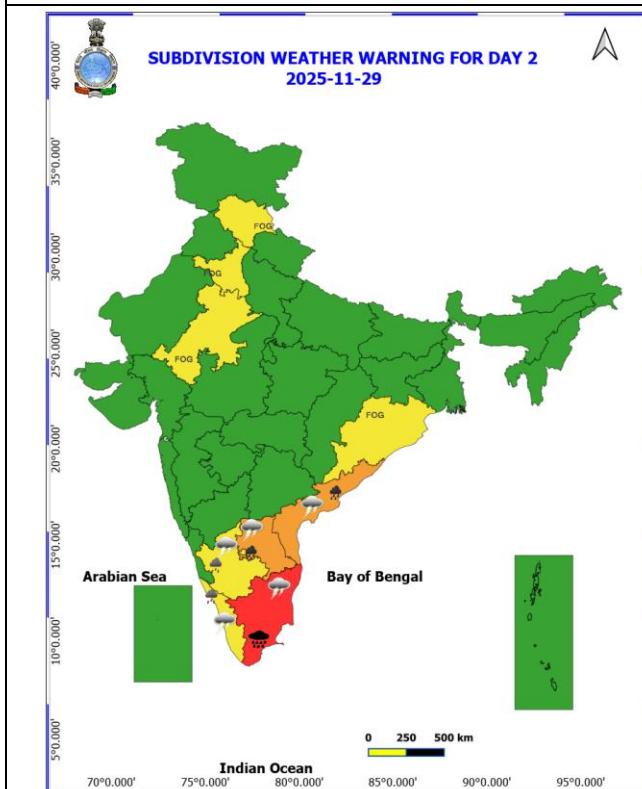 SUBDIVISION WEATHER WARNING FOR DAY 2
2025-11-29
40°0.000'
35°0.000'
30°0.000'
25°0.000'
20°0.000'
15°0.000'
10°0.000'
5°0.000'
FOG
FOG
FOG
FOG
Arabian Sea
Bay of Bengal
0 250 500 km
Indian Ocean
70°0.000' 75°0.000' 80°0.000' 85°0.000' 90°0.000' 95°0.000'